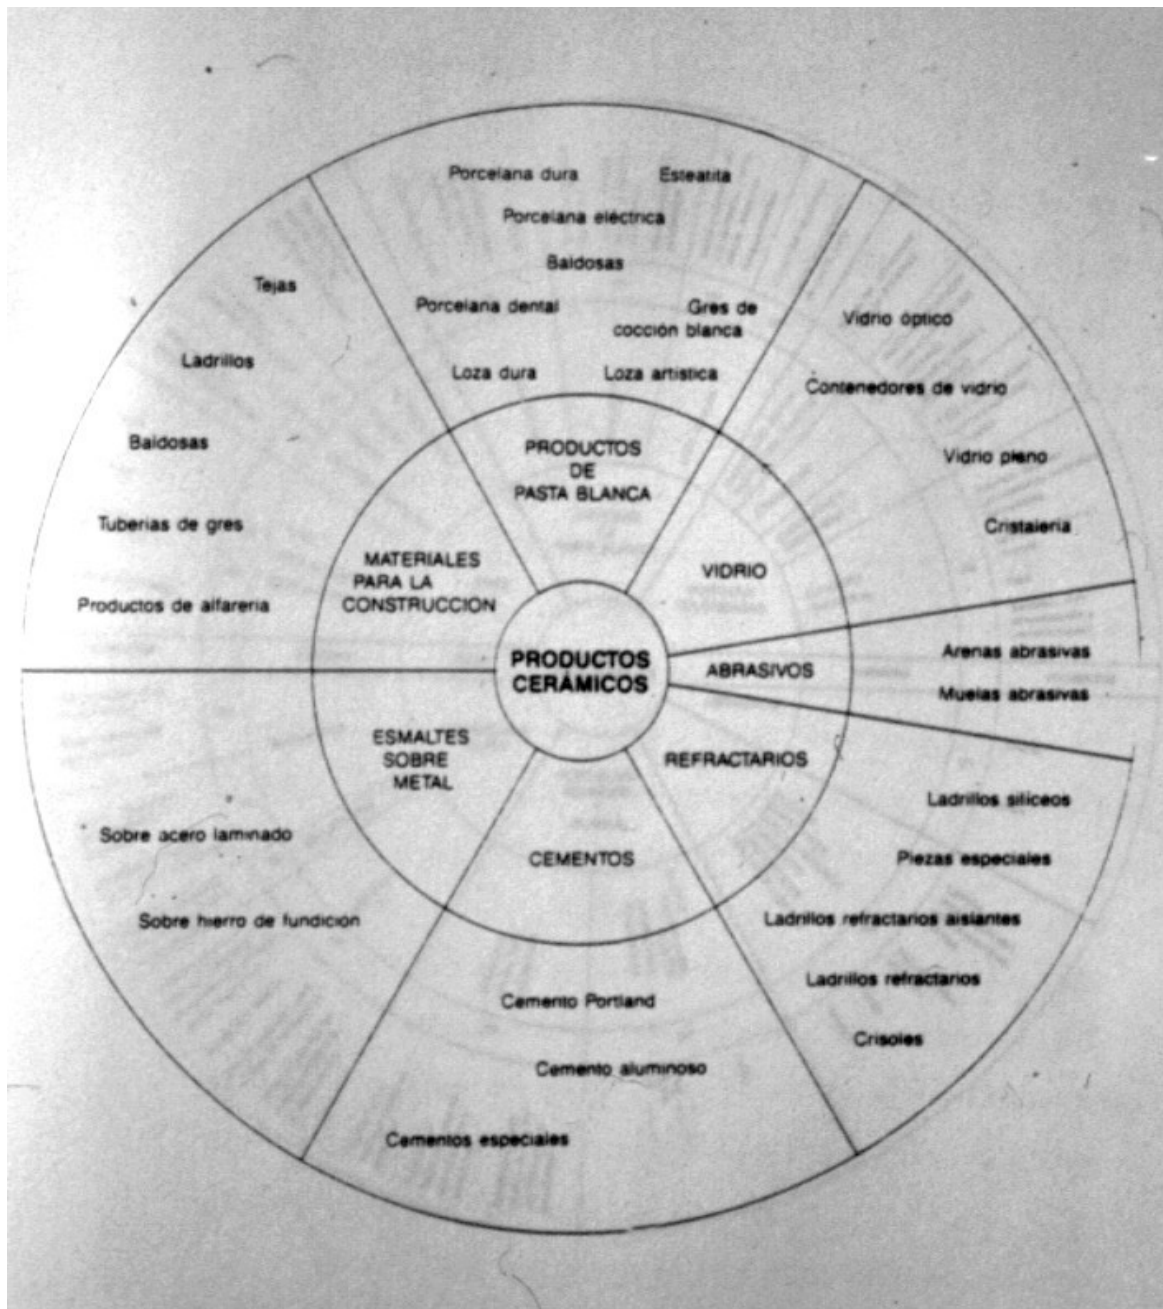 Porcelana dura
Esteatita
Porcelana eléctrica
Baldosas
Porcelana dental
Gres de
cocción blanca
Loza dura
Loza artística
PRODUCTOS
DE
PASTA BLANCA
Vidrio óptico
Contenedores de vidrio
Vidrio plano
Cristalería
VIDRIO
Arenas abrasivas
Muelas abrasivas
ABRASIVOS
REFRACTARIOS
Ladrillos silíceos
Piezas especiales
Ladrillos refractarios aislantes
Ladrillos refractarios
Crisoles
CEMENTOS
Cemento Portland
Cemento aluminoso
Cementos especiales
ESMALTES
SOBRE
METAL
Sobre acero laminado
Sobre hierro de fundición
MATERIALES
PARA LA
CONSTRUCCION
Tejas
Ladrillos
Baldosas
Tuberías de gres
Productos de alfarería
PRODUCTOS
CERÁMICOS